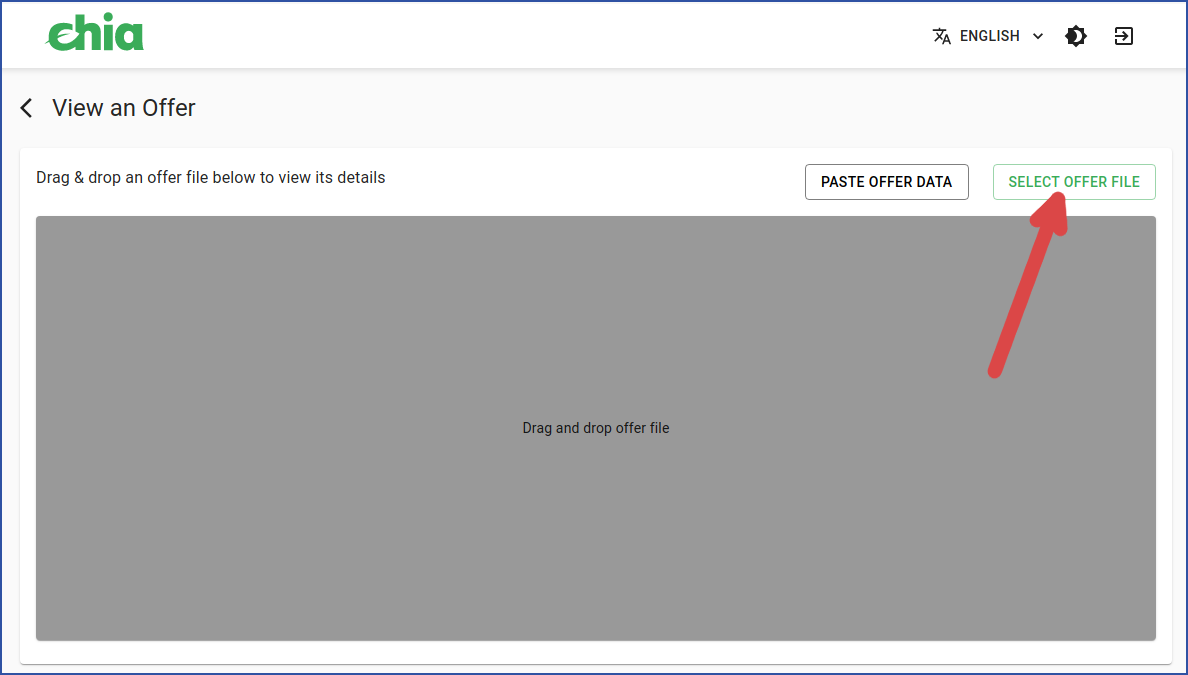 chia
ENGLISH
View an Offer
Drag & drop an offer file below to view its details
PASTE OFFER DATA
SELECT OFFER FILE
Drag and drop offer file